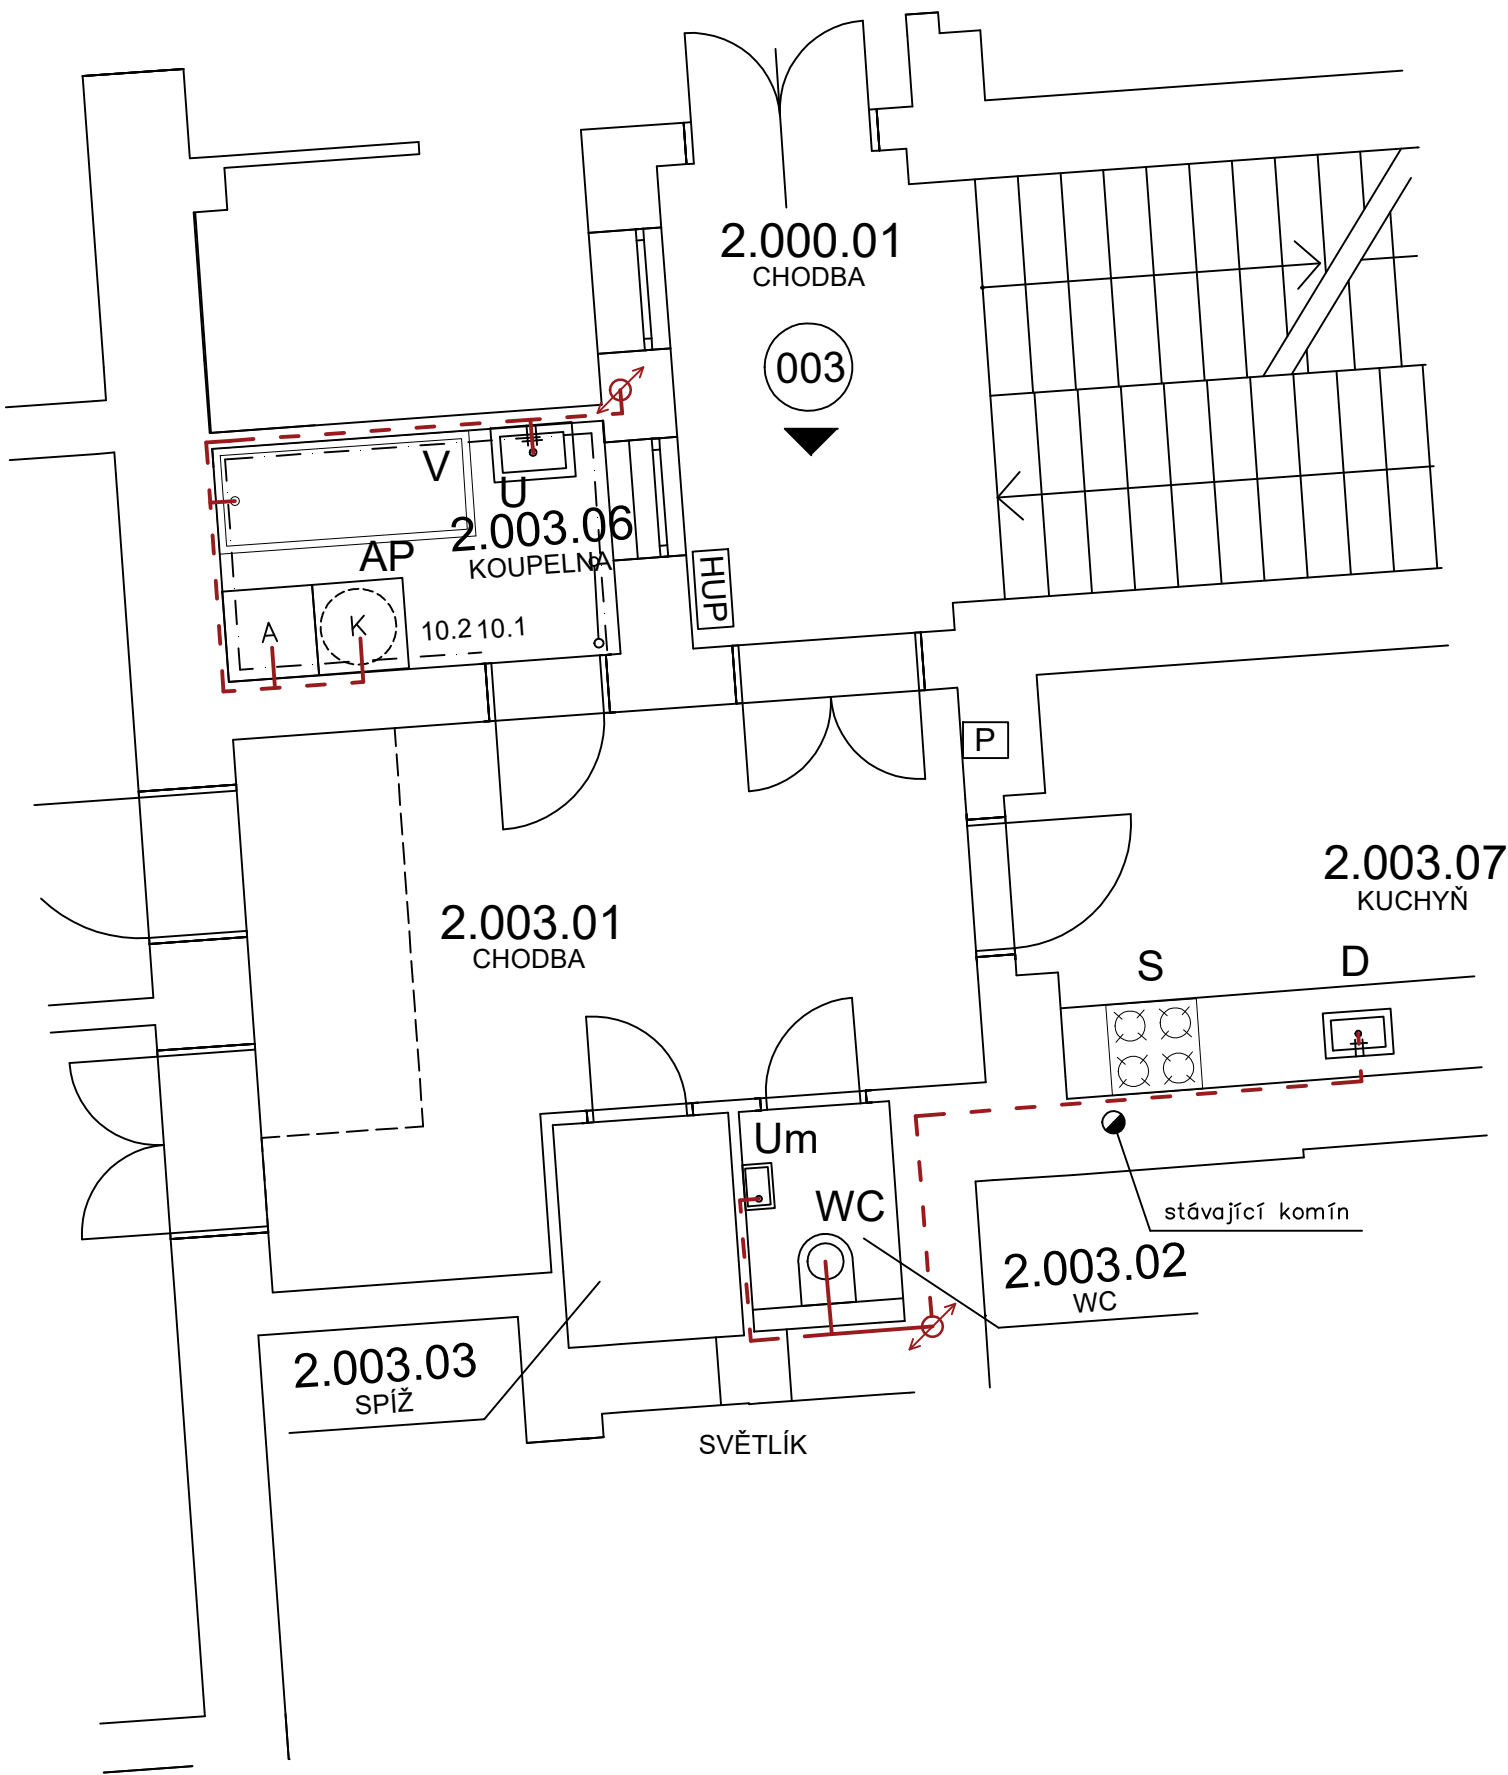 2.000.01
CHODBA
003
V
U
2.003.06
KOUPELNA
AP
HUP
A
K
10.2 10.1
P
2.003.07
KUCHYŇ
2.003.01
CHODBA
S
D
Um
WC
stávající komín
2.003.02
WC
2.003.03
SPÍŽ
SVĚTLÍK